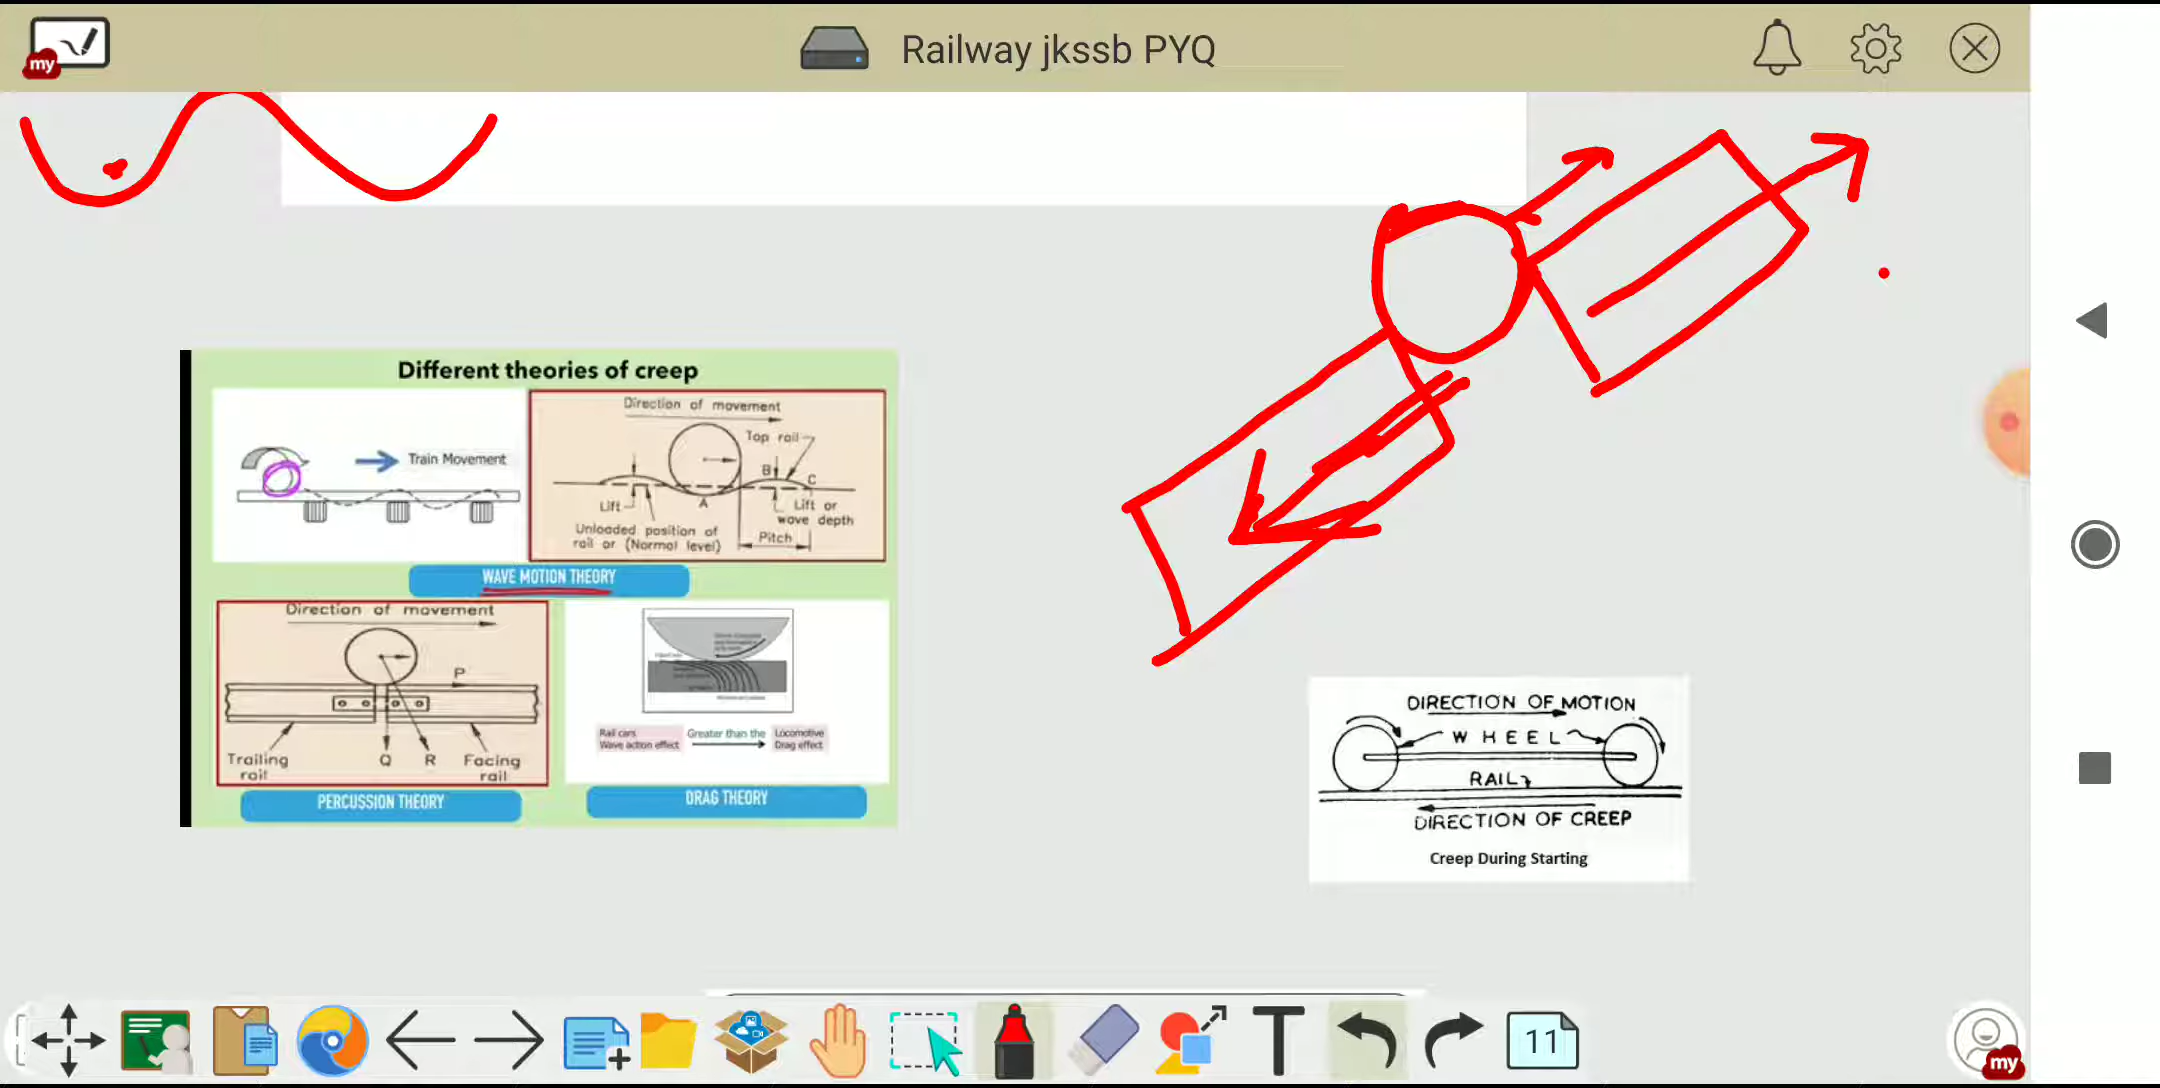 my
Railway jkssb PYQ
Different theories of creep
Train Movement
Direction of movement
Top rail
B
C
A
Lift
Lift or
wave depth
Unloaded position of
rail or (Normal level)
Pitch
WAVE MOTION THEORY
Direction of movement
P
Trailing
rail
Q
R
Facing
rail
PERCUSSION THEORY
Rail cars
Wave action effect
Greater than the
Locomotive
Drag effect
DRAG THEORY
DIRECTION OF MOTION
WHEEL
RAIL
DIRECTION OF CREEP
Creep During Starting
T
11
my